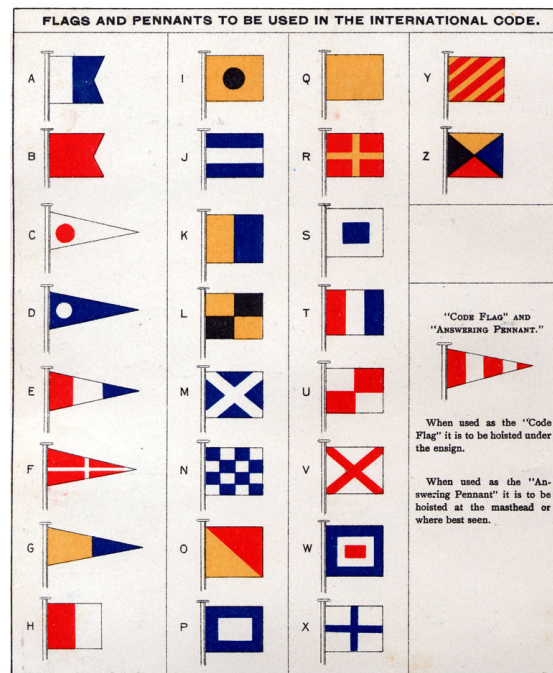 FLAGS AND PENNANTS TO BE USED IN THE INTERNATIONAL CODE.
A
B
C
D
E
F
G
H
I
J
K
L
M
N
O
P
Q
R
S
T
U
V
W
X
Y
Z
"CODE FLAG" AND
"ANSWERING PENNANT."
When used as the "Code
Flag" it is to be hoisted under
the ensign.
When used as the "An-
swering Pennant" it is to be
hoisted at the masthead or
where best seen.